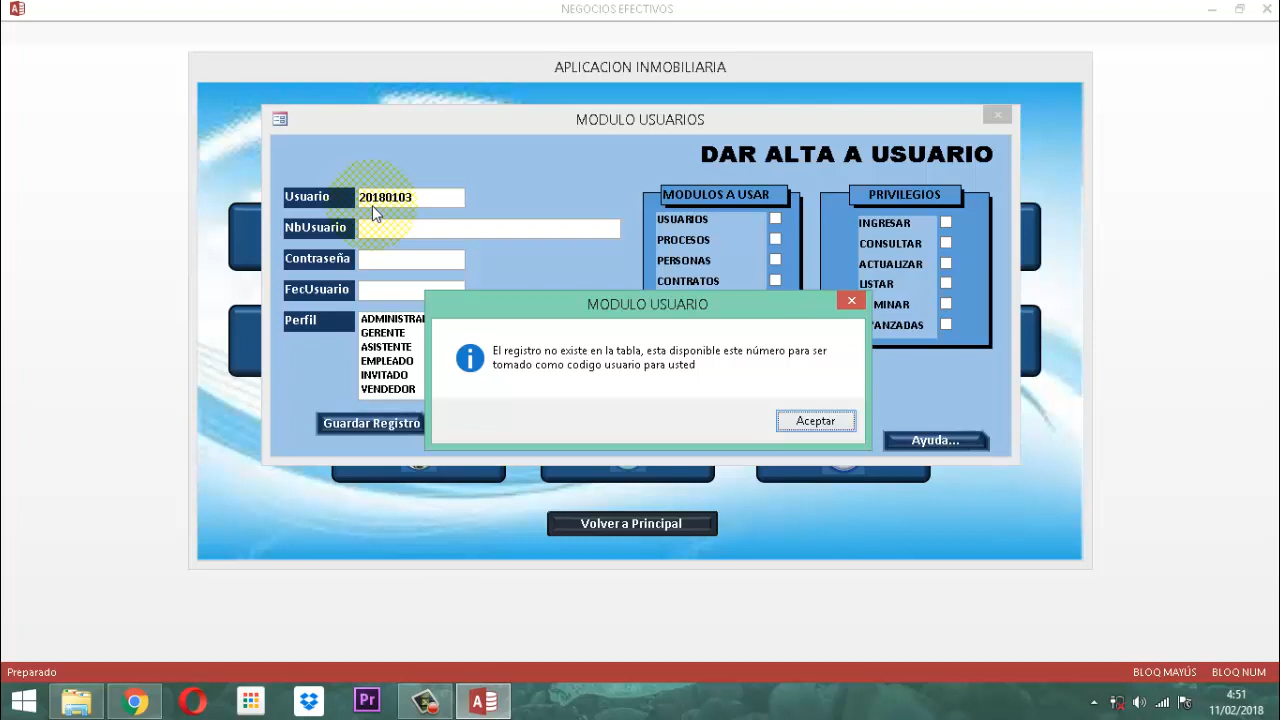 NEGOCIOS EFECTIVOS
APLICACION INMOBILIARIA
MODULO USUARIOS
DAR ALTA A USUARIO
Usuario 20180103
NbUsuario
Contraseña
FecUsuario
Perfil
ADMINISTRA
GERENTE
ASISTENTE
EMPLEADO
INVITADO
VENDEDOR
MODULOS A USAR
USUARIOS
PROCESOS
PERSONAS
CONTRATOS
PRIVILEGIOS
INGRESAR
CONSULTAR
ACTUALIZAR
LISTAR
MINAR
ANZADAS
MODULO USUARIO
El registro no existe en la tabla, esta disponible este número para ser
tomado como codigo usuario para usted
Aceptar
Guardar Registro
Ayuda...
Volver a Principal
Preparado
BLOQ MAYÚS BLOQ NUM
Pr
4:51
11/02/2018